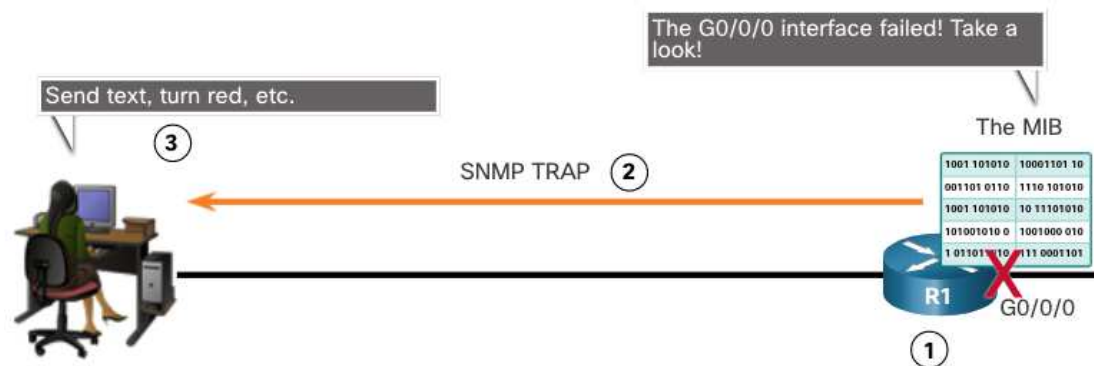 The G0/0/0 interface failed! Take a
look!
Send text, turn red, etc.
3
The MIB
SNMP TRAP 2
1001 101010 10001101 10
001101 0110 1110 101010
1001 101010 10 11101010
101001010 0 1001000 010
111 0001101
R1
G0/0/0
1